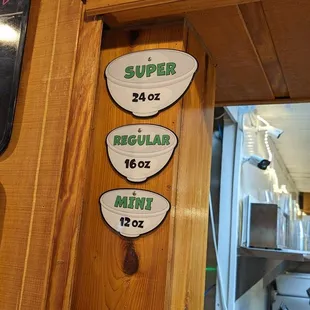 SUPER
24 OZ
REGULAR
16 OZ
MINI
12 OZ